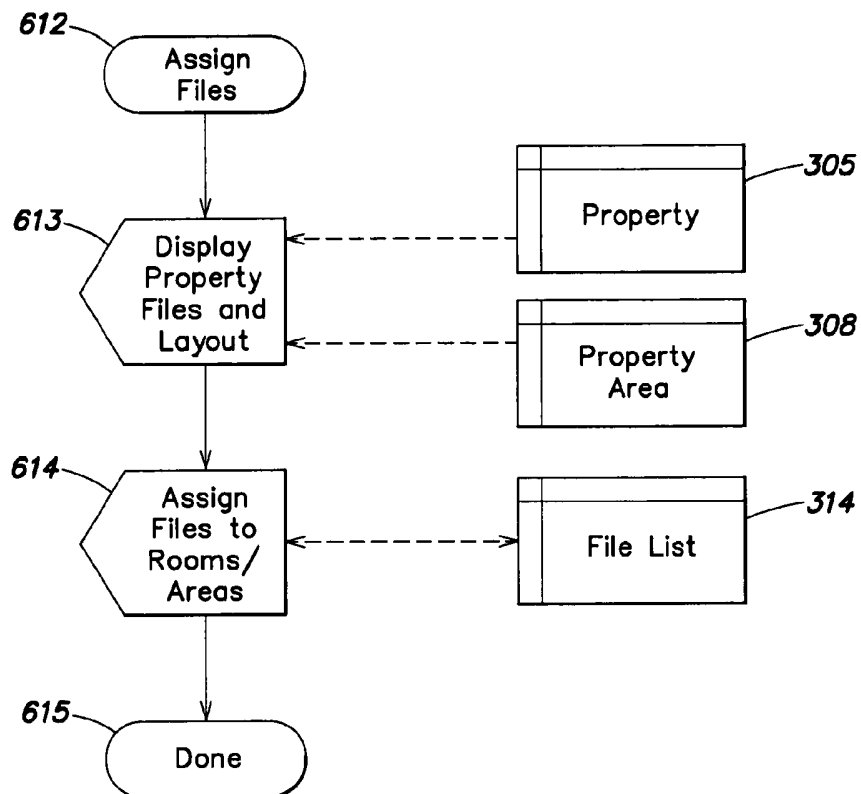 612
Assign
Files
305
Property
613
Display
Property
Files and
Layout
308
Property
Area
614
Assign
Files to
Rooms/
Areas
314
File List
615
Done